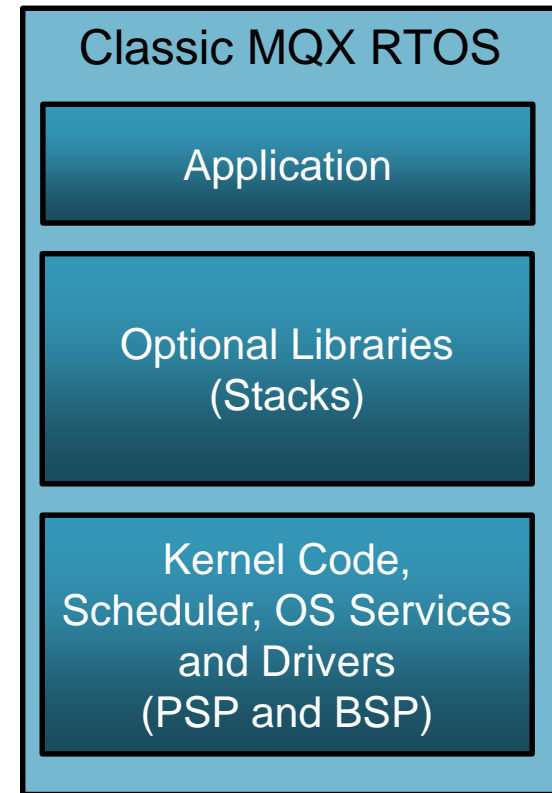 Classic MQX RTOS
Application
Optional Libraries
(Stacks)
Kernel Code,
Scheduler, OS Services
and Drivers
(PSP and BSP)